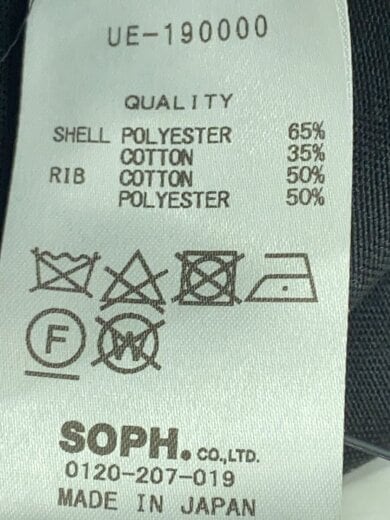 UE-190000
QUALITY
SHELL POLYESTER 65%
COTTON 35%
RIB COTTON 50%
POLYESTER 50%
F W
SOPH. CO.,LTD.
0120-207-019
MADE IN JAPAN